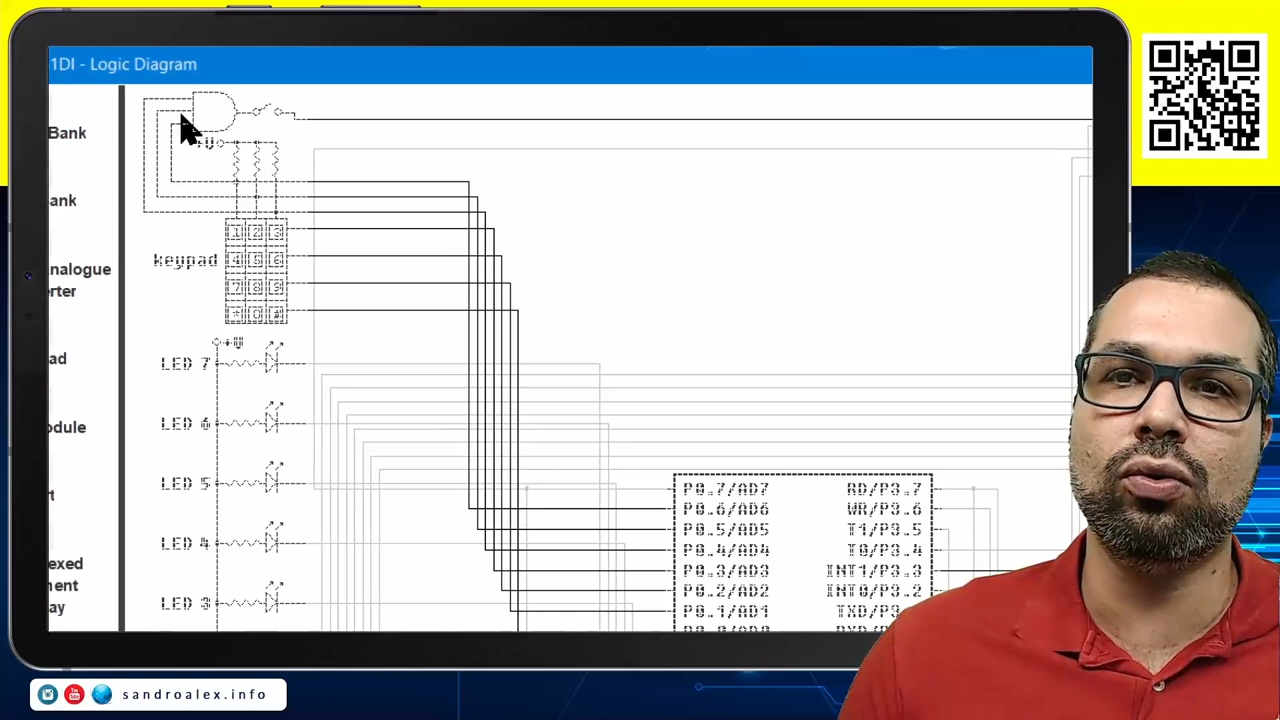 1DI - Logic Diagram
Bank
ank
nalogue
erter
ad
odule
rt
exed
ent
ay
+U
1 2 3
keypad 4 5 6
7 8 9
* 0 #
+U
LED 7
LED 6
LED 5
LED 4
LED 3
P0.7/AD7 RD/P3.7
P0.6/AD6 WR/P3.6
P0.5/AD5 T1/P3.5
P0.4/AD4 T0/P3.4
P0.3/AD3 INT1/P3.3
P0.2/AD2 INT0/P3.2
P0.1/AD1 TXD/P3
sandroalex.info